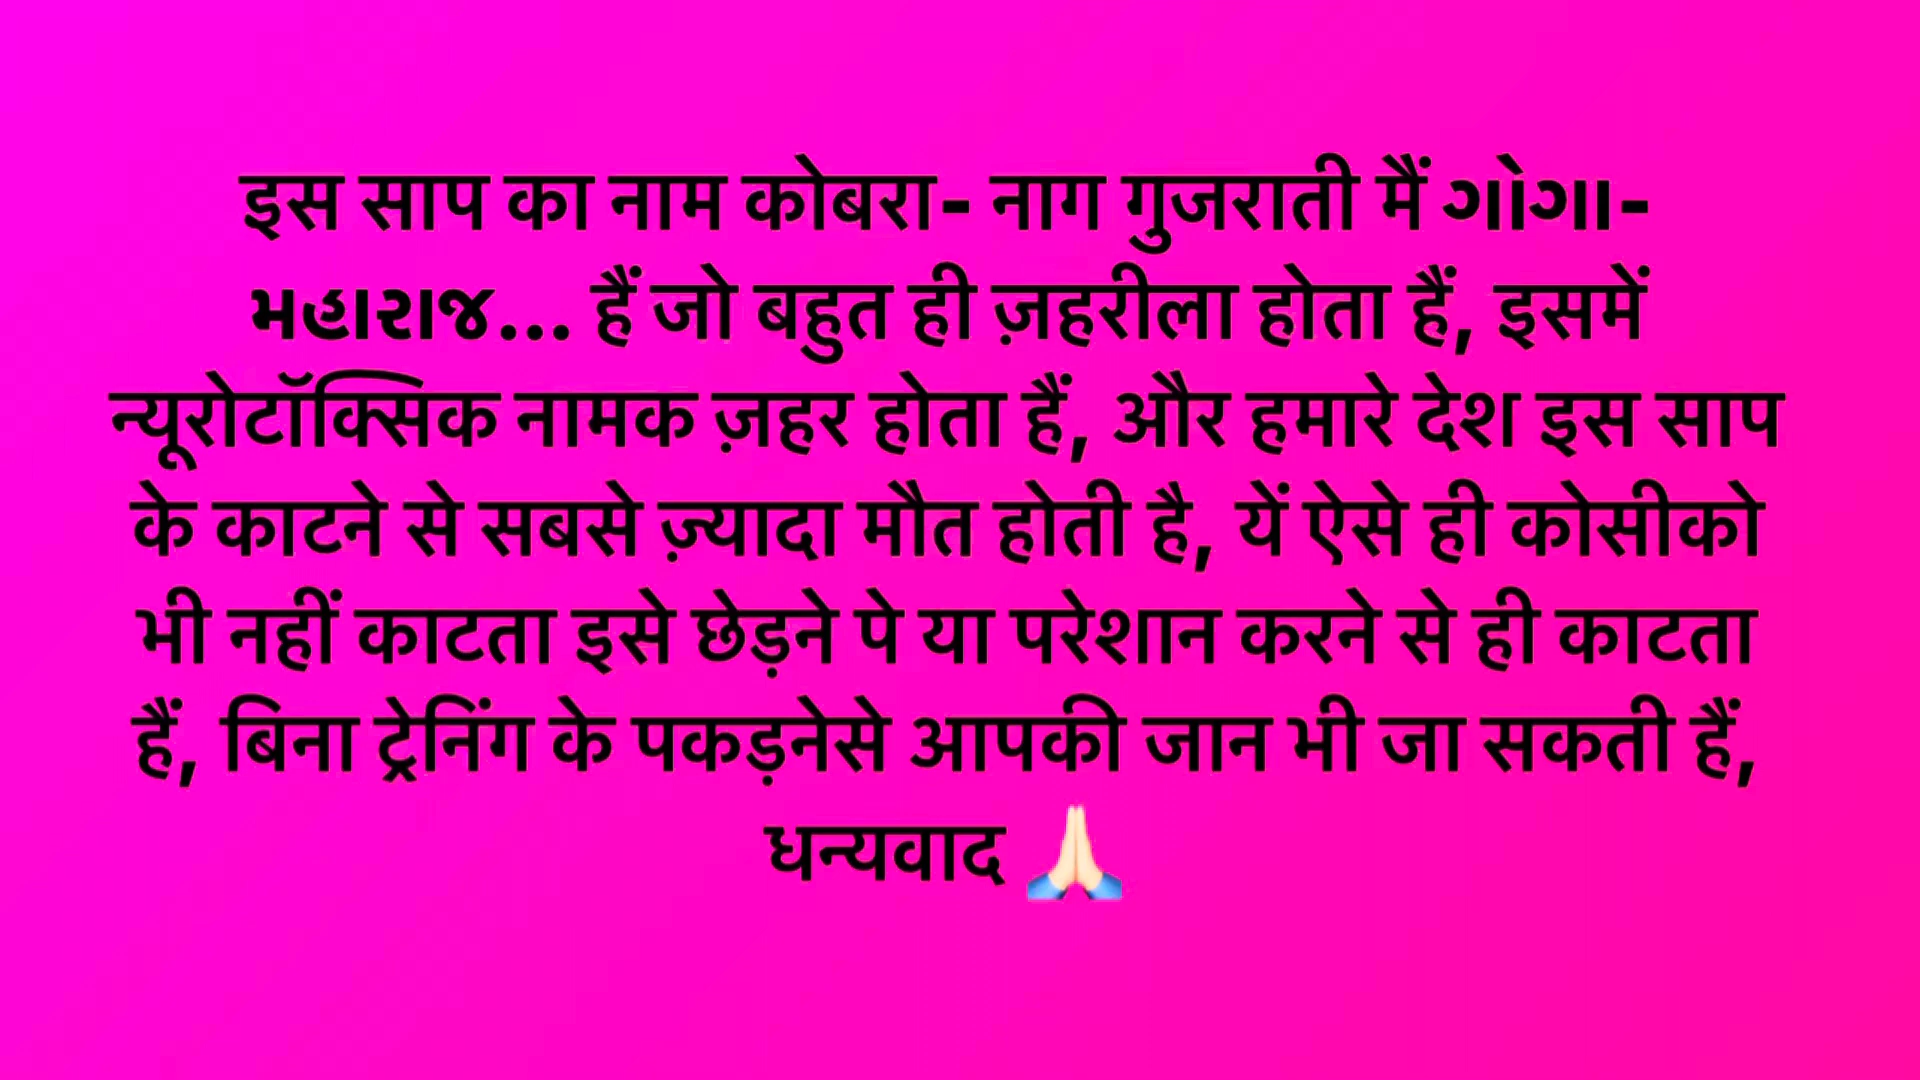 इस साप का नाम कोबरा- नाग गुजराती मैं ગોગા-
મહારાજ... हैं जो बहुत ही ज़हरीला होता हैं, इसमें
न्यूरोटॉक्सिक नामक ज़हर होता हैं, और हमारे देश इस साप
के काटने से सबसे ज़्यादा मौत होती है, यें ऐसे ही कोसीको
भी नहीं काटता इसे छेड़ने पे या परेशान करने से ही काटता
हैं, बिना ट्रेनिंग के पकड़नेसे आपकी जान भी जा सकती हैं,
धन्यवाद 🙏🏻